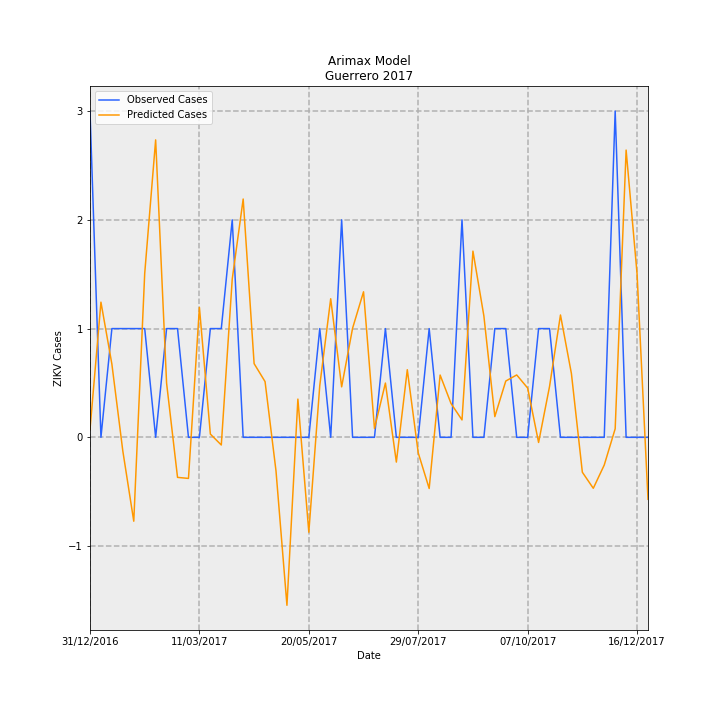 Arimax Model
Guerrero 2017
Observed Cases
Predicted Cases
ZIKV Cases
3
2
1
0
−1
31/12/2016
11/03/2017
20/05/2017
29/07/2017
07/10/2017
16/12/2017
Date